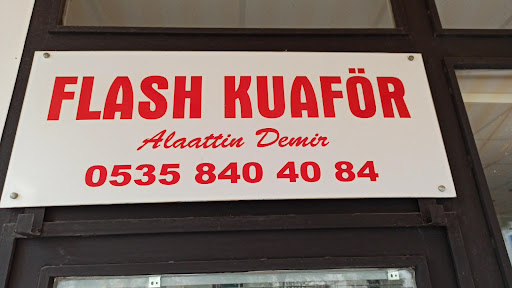 FLASH KUAFÖR
Alaattin Demir
0535 840 40 84